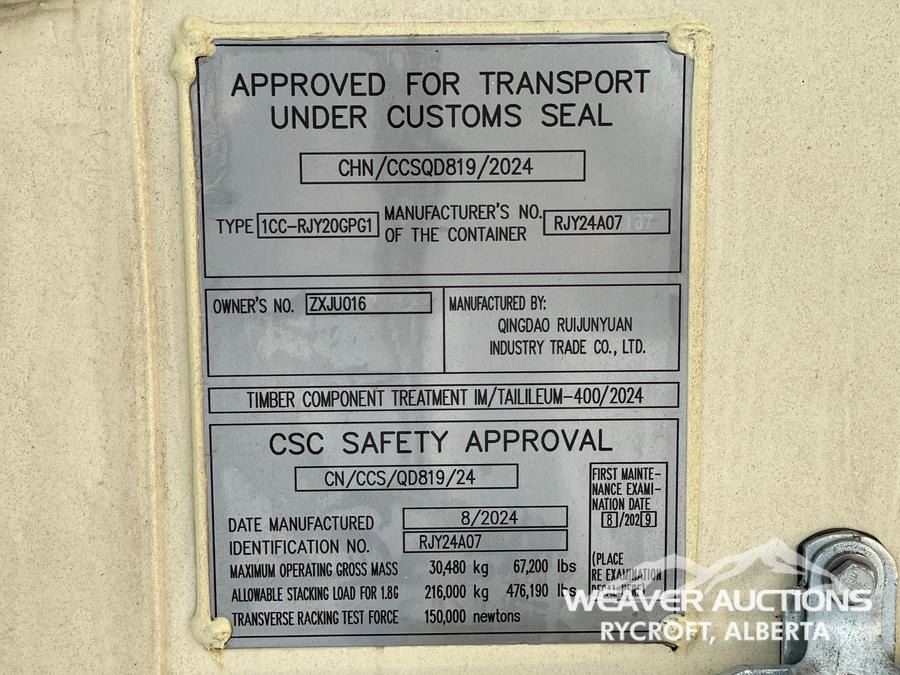 APPROVED FOR TRANSPORT
UNDER CUSTOMS SEAL
CHN/CCSQD819/2024
TYPE 1CC-RJY20GPG1
MANUFACTURER'S NO.
OF THE CONTAINER
RJY24A07
OWNER'S NO. ZXJU016
MANUFACTURED BY:
QINGDAO RUIJUNYUAN
INDUSTRY TRADE CO., LTD.
TIMBER COMPONENT TREATMENT IM/TAILILEUM-400/2024
CSC SAFETY APPROVAL
CN/CCS/QD819/24
DATE MANUFACTURED 8/2024
IDENTIFICATION NO. RJY24A07
MAXIMUM OPERATING GROSS MASS 30,480 kg 67,200 lbs
ALLOWABLE STACKING LOAD FOR 1.8G 216,000 kg 476,190 lbs
TRANSVERSE RACKING TEST FORCE 150,000 newtons
FIRST MAINTE-
NANCE EXAMI-
NATION DATE
8/2029
(PLACE
RE EXAMINATION
DECAL HERE)
WEAVER AUCTIONS
RYCROFT, ALBERTA